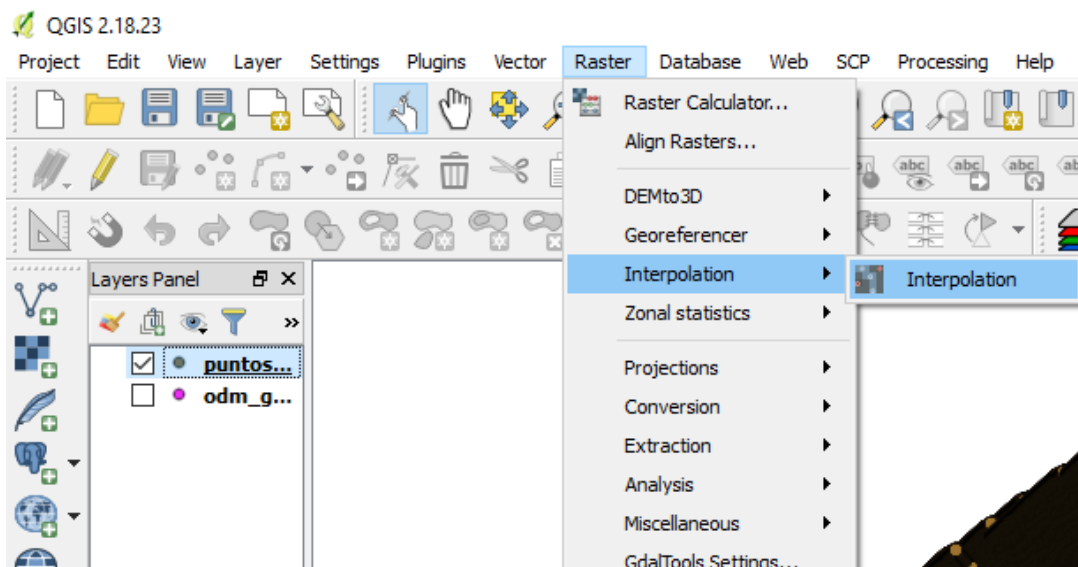 QGIS 2.18.23
Project Edit View Layer Settings Plugins Vector Raster Database Web SCP Processing Help
Raster Calculator...
Align Rasters...
abc abc abc ab
DEMto3D
Georeferencer
Layers Panel
Interpolation
Interpolation
Zonal statistics
»
puntos...
Projections
odm_g...
Conversion
Extraction
Analysis
Miscellaneous
GdalTools Settings...